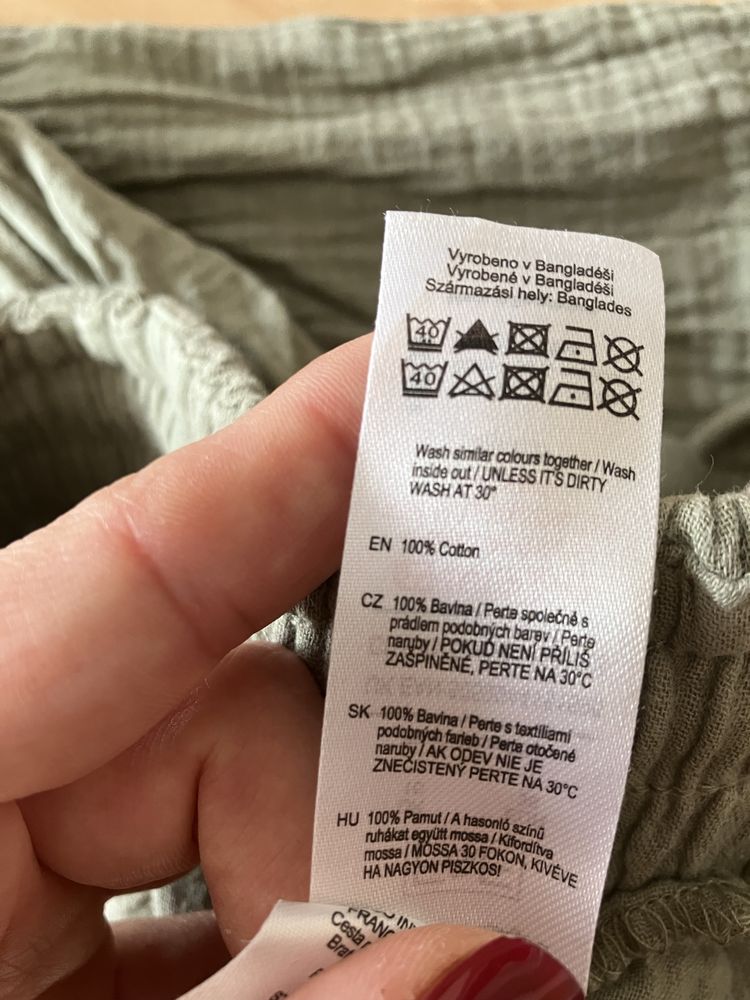 Vyrobeno v Bangladéši
Vyrobené v Bangladéši
Származási hely: Banglades
40
40
Wash similar colours together / Wash
inside out / UNLESS IT'S DIRTY
WASH AT 30°
EN 100% Cotton
CZ 100% Bavlna / Perte společně s
prádlem podobných barev / Perte
naruby / POKUD NENÍ PŘÍLIŠ
ZAŠPINĚNÉ, PERTE NA 30°C
SK 100% Bavlna / Perte s textíliami
podobných farieb / Perte otočené
naruby / AK ODEV NIE JE
ZNEČISTENÝ PERTE NA 30°C
HU 100% Pamut / A hasonló színű
ruhákat együtt mossa / Kifordítva
mossa / MOSSA 30 FOKON, KIVÉVE
HA NAGYON PISZKOS!
Cesta